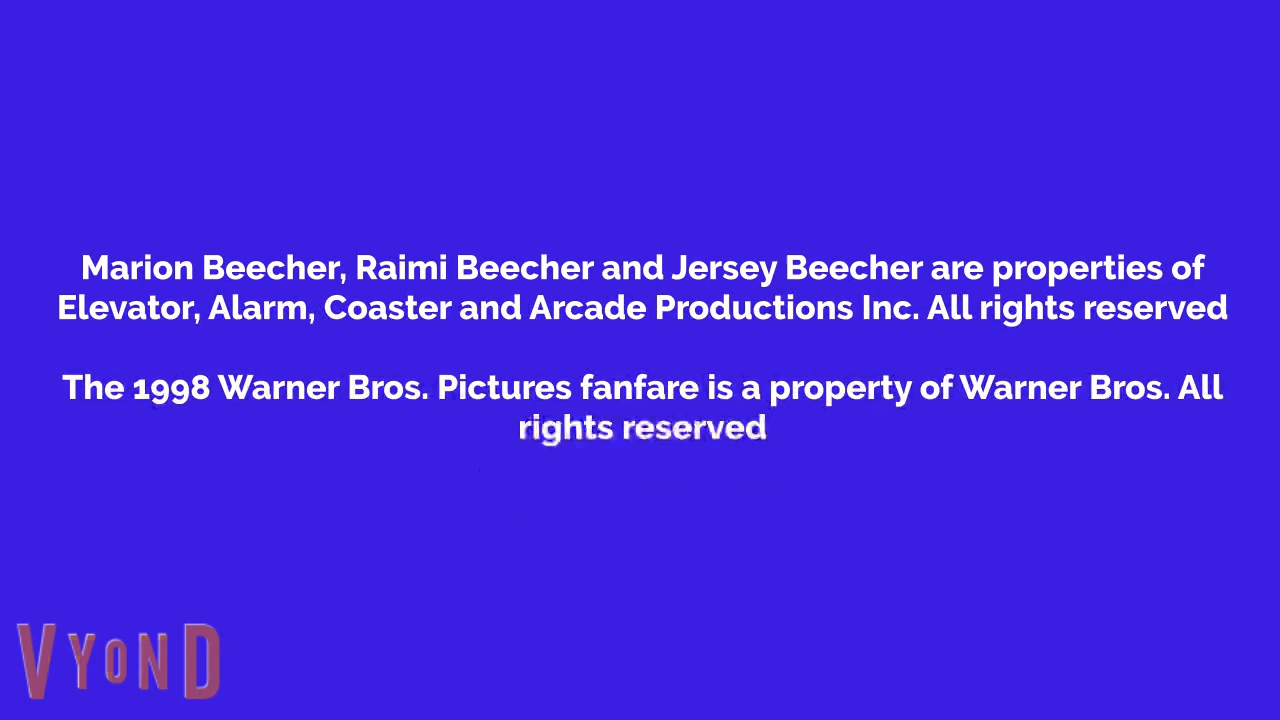 Marion Beecher, Raimi Beecher and Jersey Beecher are properties of
Elevator, Alarm, Coaster and Arcade Productions Inc. All rights reserved
The 1998 Warner Bros. Pictures fanfare is a property of Warner Bros. All
rights reserved
VYOND